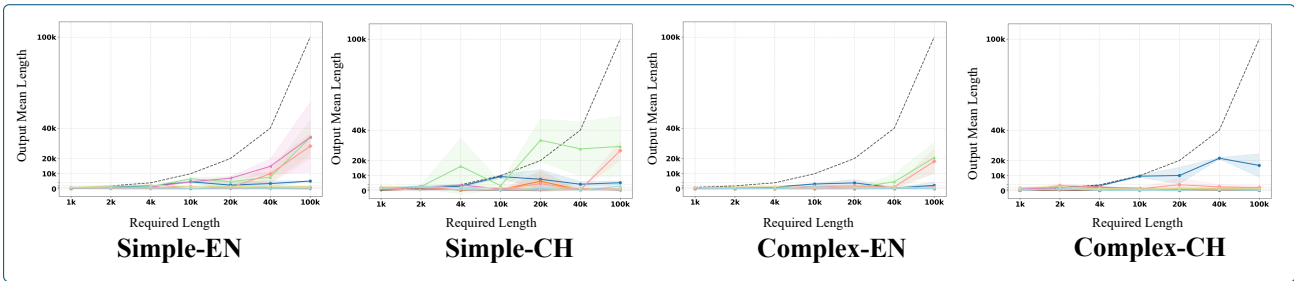 100k
40k
20k
10k
0
Output Mean Length
1k 2k 4k 10k 20k 40k 100k
Required Length
Simple-EN
100k
40k
20k
10k
0
Output Mean Length
1k 2k 4k 10k 20k 40k 100k
Required Length
Simple-CH
100k
40k
20k
10k
0
Output Mean Length
1k 2k 4k 10k 20k 40k 100k
Required Length
Complex-EN
100k
40k
20k
10k
0
Output Mean Length
1k 2k 4k 10k 20k 40k 100k
Required Length
Complex-CH